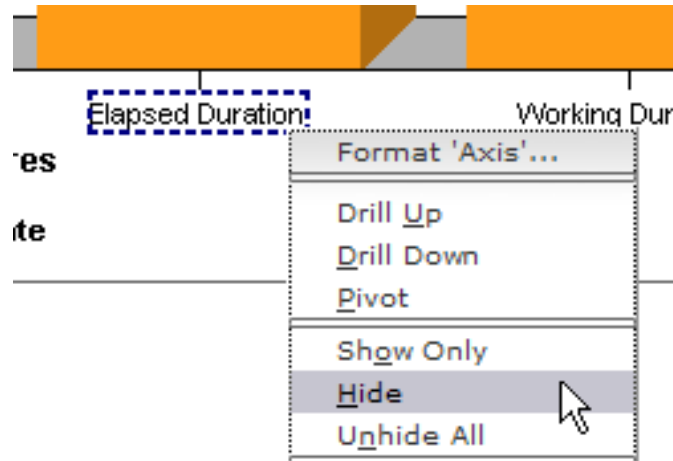 Elapsed Duration
Working Dur
res
te
Format 'Axis'...
Drill Up
Drill Down
Pivot
Show Only
Hide
Unhide All